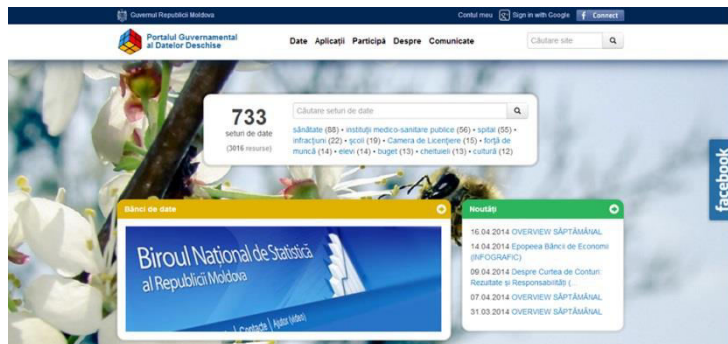 Guvernul Republicii Moldova
Contul meu
Sign in with Google
Connect
Portalul Guvernamental
al Datelor Deschise
Date Aplicații Participă Despre Comunicate
Căutare site
733
seturi de date
(3016 resurse)
Căutare seturi de date
sănătate (88) • instituții medico-sanitare publice (56) • spital (55) •
infracțiuni (22) • școli (19) • Camera de Licențiere (15) • forță de
muncă (14) • elevi (14) • buget (13) • cheltuieli (13) • cultură (12)
facebook
Bănci de date
Biroul Național de Statistică
al Republicii Moldova
Contacte | Ajutor (video)
Noutăți
16.04.2014 OVERVIEW SĂPTĂMÂNAL
14.04.2014 Epopeea Băncii de Economii
(INFOGRAFIC)
09.04.2014 Despre Curtea de Conturi:
Rezultate și Responsabilități (...
07.04.2014 OVERVIEW SĂPTĂMÂNAL
31.03.2014 OVERVIEW SĂPTĂMÂNAL